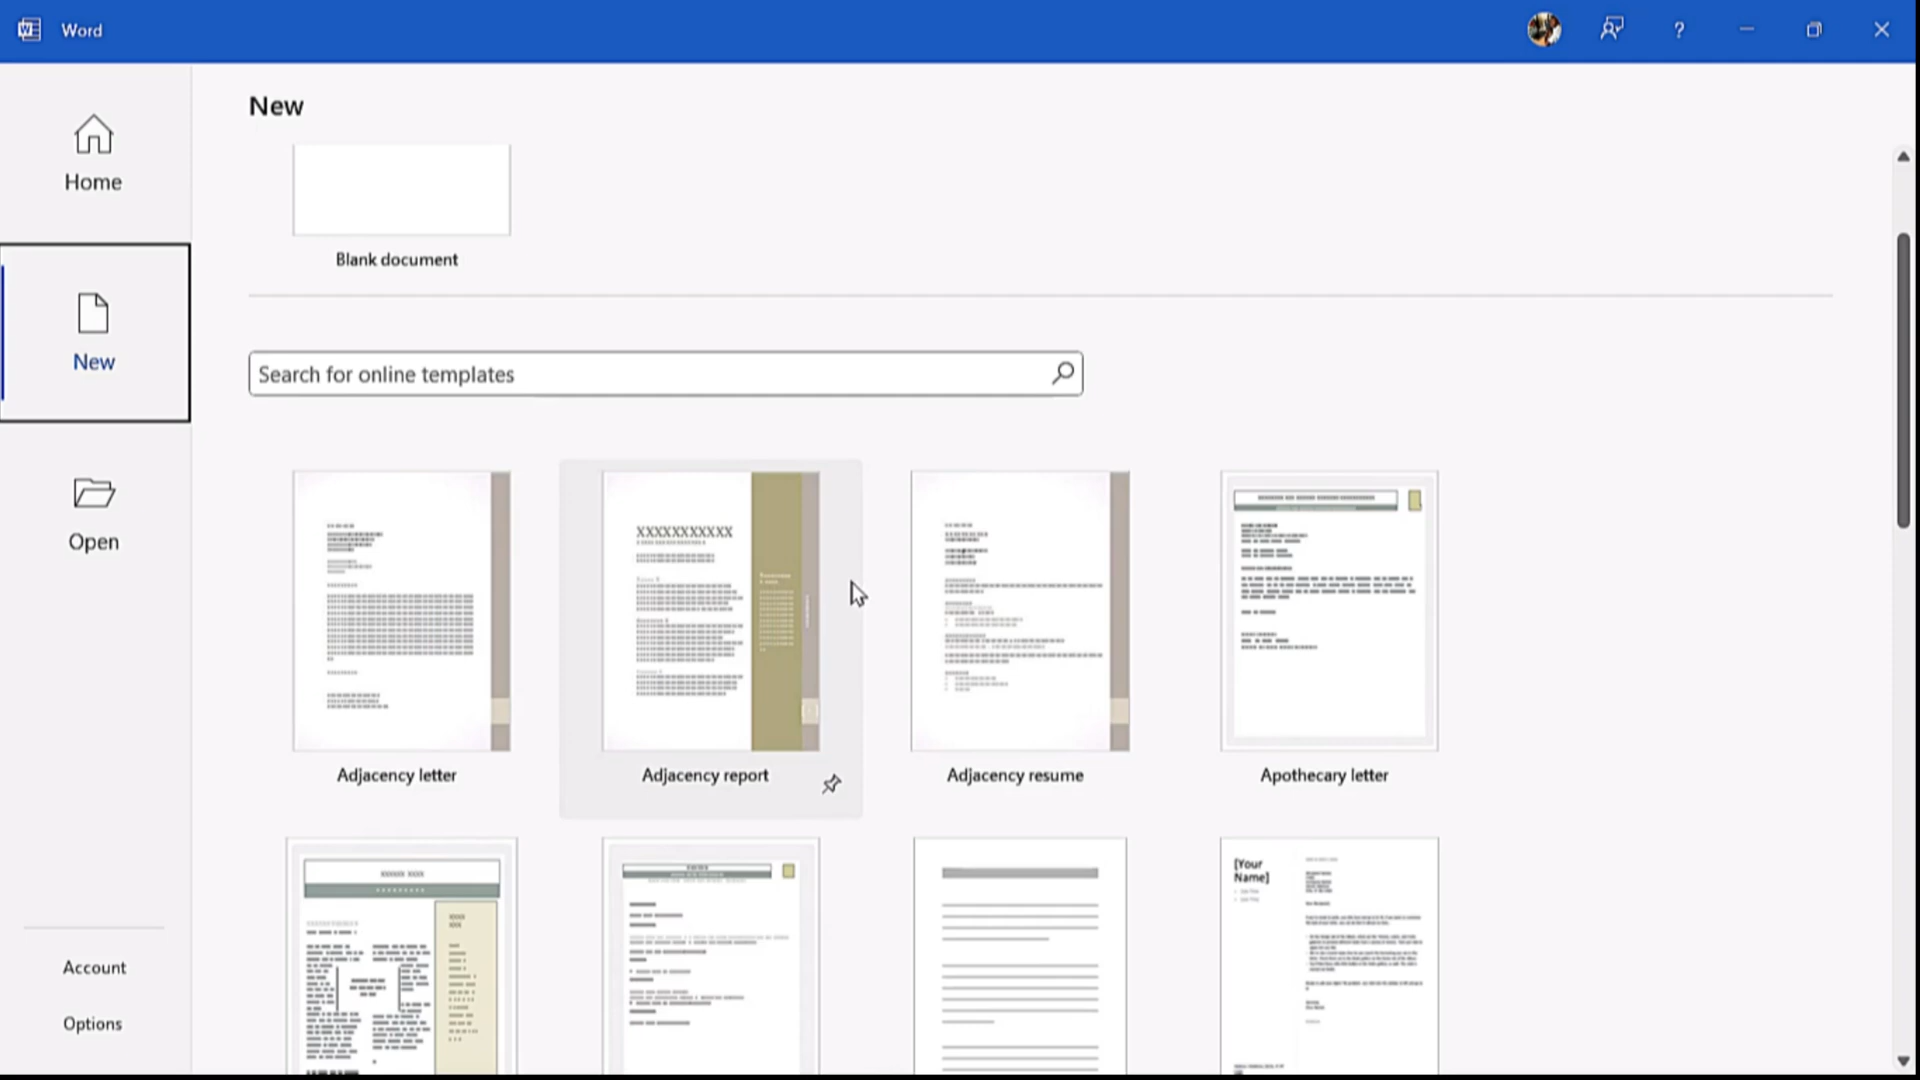 Word
?
New
Home
Blank document
New
Search for online templates
Open
XXXXXXXXXXX
Adjacency letter
Adjacency report
Adjacency resume
Apothecary letter
[Your
Name]
Account
Options